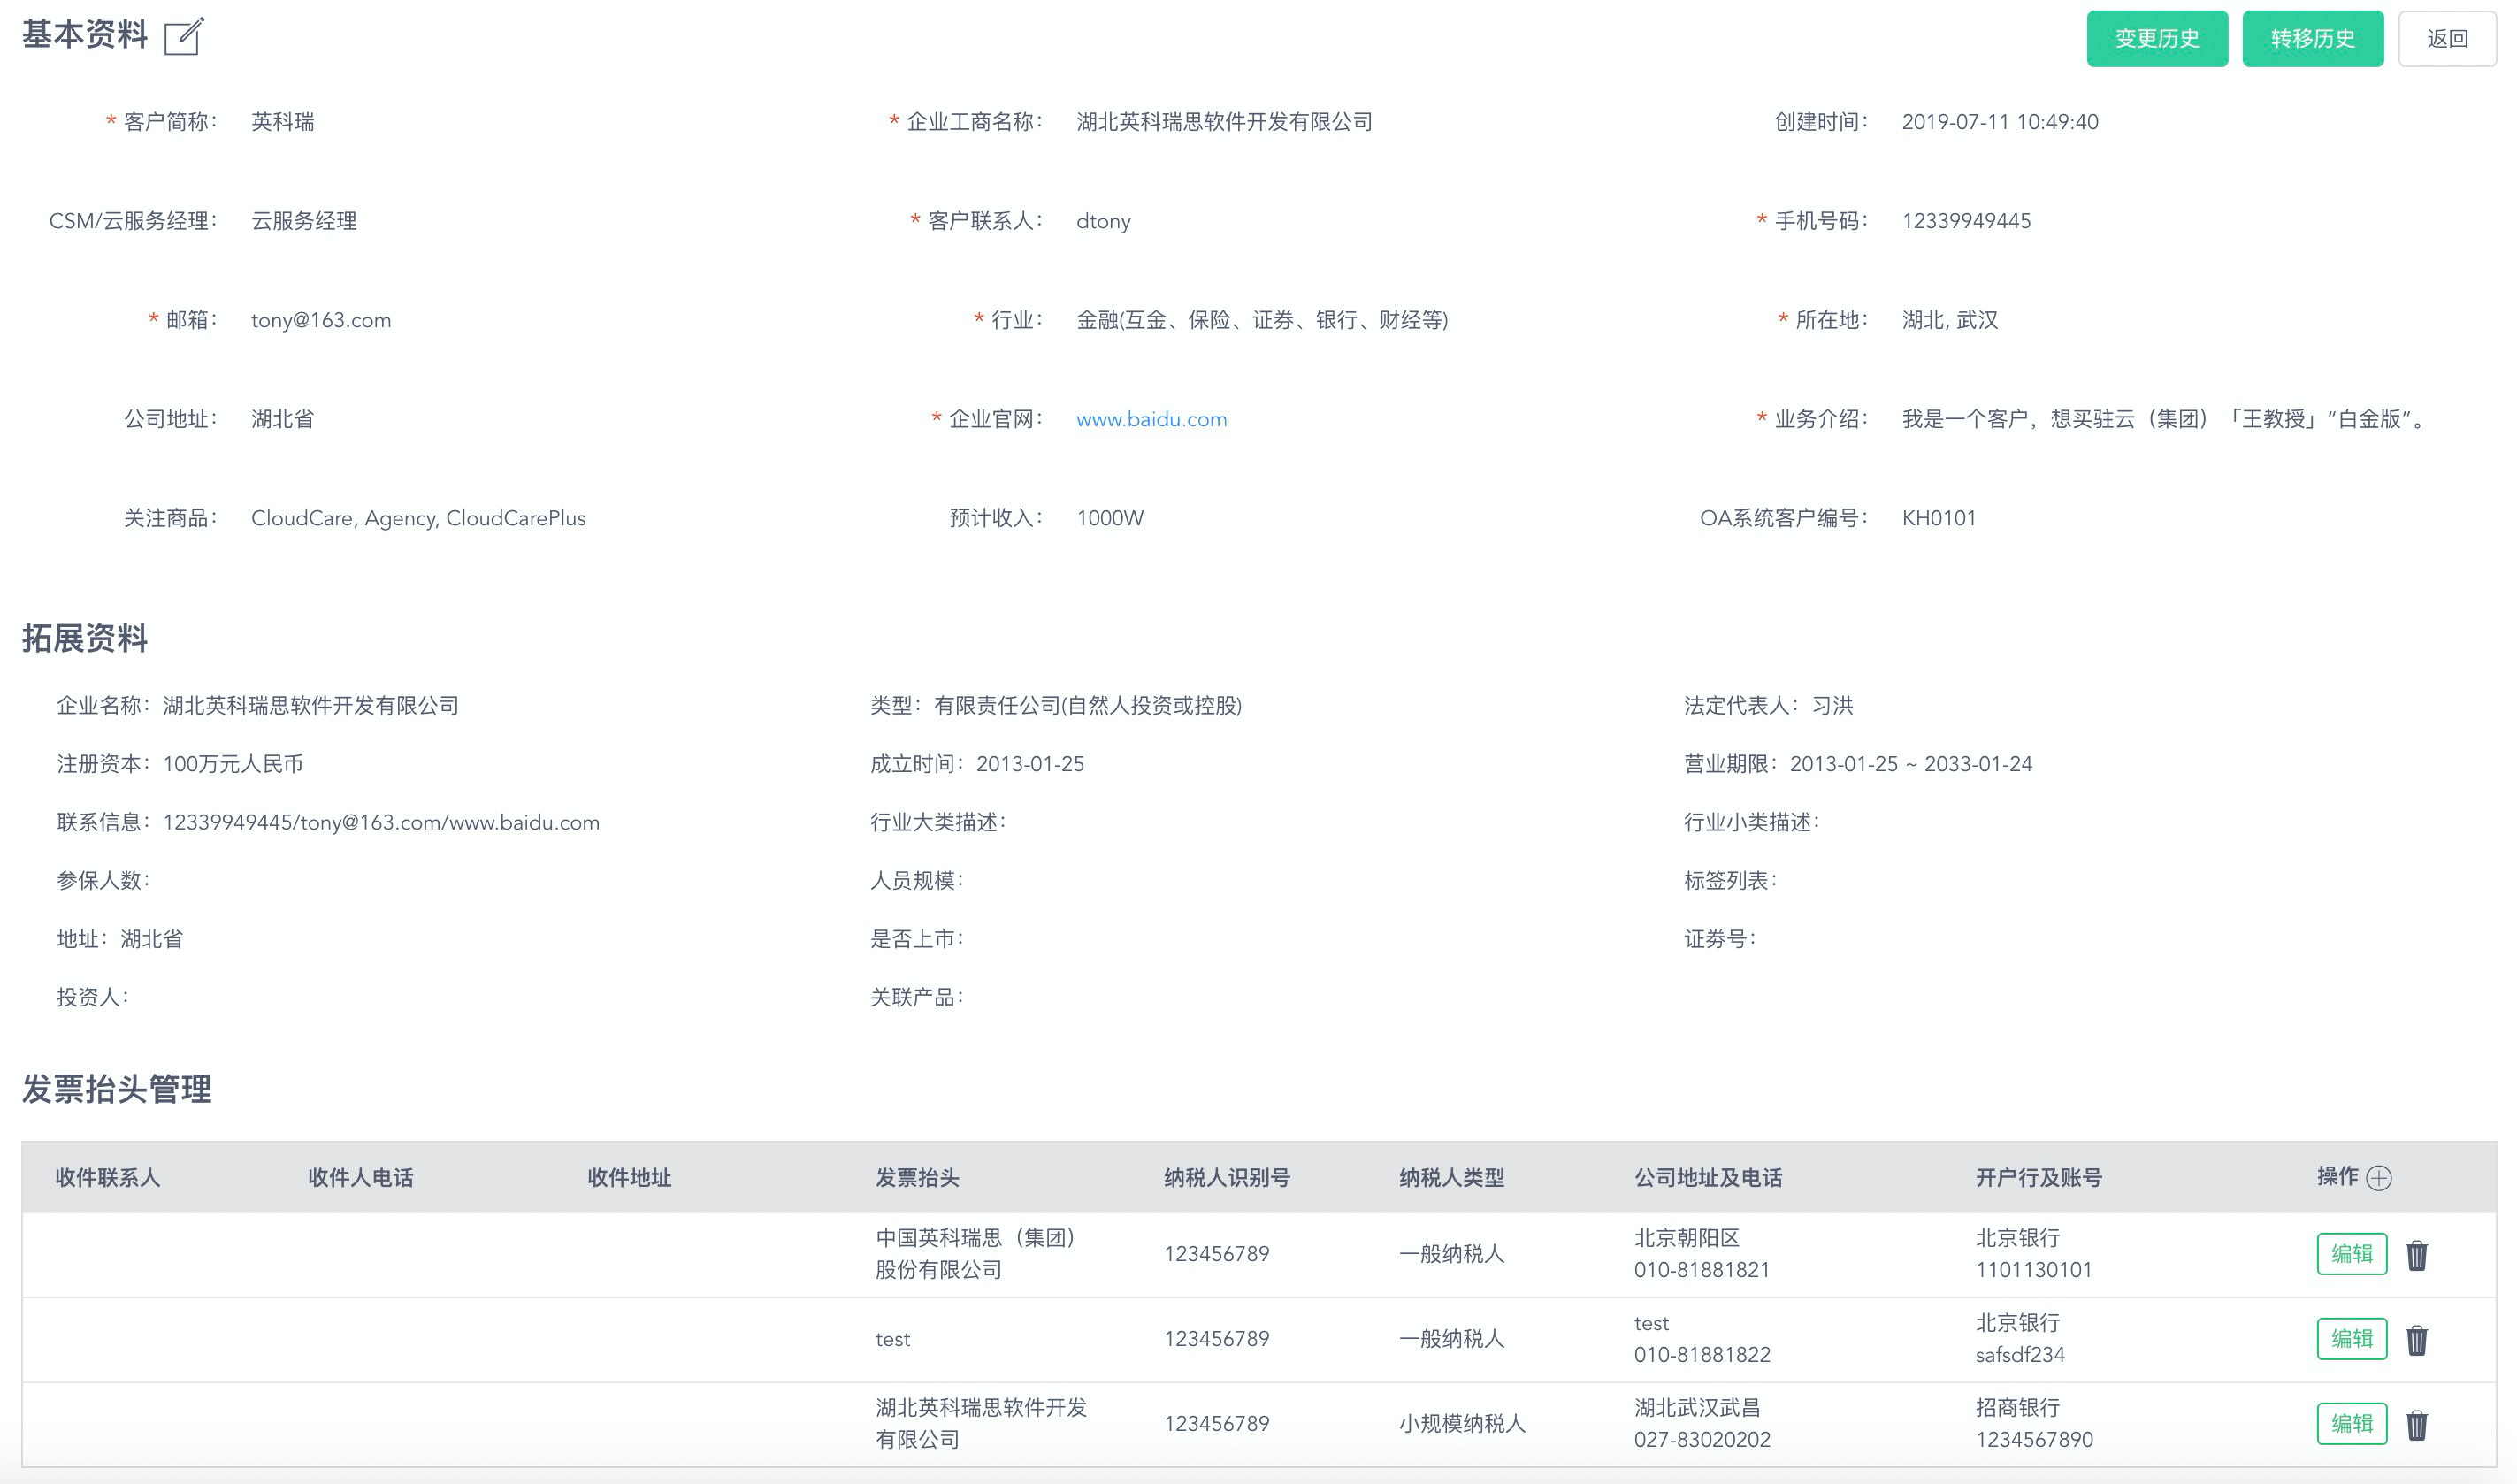 基本资料
变更历史 转移历史 返回
* 客户简称： 英科瑞 * 企业工商名称： 湖北英科瑞思软件开发有限公司 创建时间： 2019-07-11 10:49:40
CSM/云服务经理： 云服务经理 * 客户联系人： dtony * 手机号码： 12339949445
* 邮箱： tony@163.com * 行业： 金融(互金、保险、证券、银行、财经等) * 所在地： 湖北, 武汉
公司地址： 湖北省 * 企业官网： www.baidu.com * 业务介绍： 我是一个客户，想买驻云（集团）「王教授」“白金版”。
关注商品： CloudCare, Agency, CloudCarePlus 预计收入： 1000W OA系统客户编号： KH0101
拓展资料
企业名称： 湖北英科瑞思软件开发有限公司 类型： 有限责任公司(自然人投资或控股) 法定代表人： 习洪
注册资本： 100万元人民币 成立时间： 2013-01-25 营业期限： 2013-01-25 ~ 2033-01-24
联系信息： 12339949445/tony@163.com/www.baidu.com 行业大类描述： 行业小类描述：
参保人数： 人员规模： 标签列表：
地址： 湖北省 是否上市： 证券号：
投资人： 关联产品：
发票抬头管理
收件联系人 收件人电话 收件地址 发票抬头 纳税人识别号 纳税人类型 公司地址及电话 开户行及账号 操作
中国英科瑞思（集团）
股份有限公司
123456789 一般纳税人
北京朝阳区
010-81881821
北京银行
1101130101
编辑
test 123456789 一般纳税人
test
010-81881822
北京银行
safsdf234
编辑
湖北英科瑞思软件开发
有限公司
123456789 小规模纳税人
湖北武汉武昌
027-83020202
招商银行
1234567890
编辑